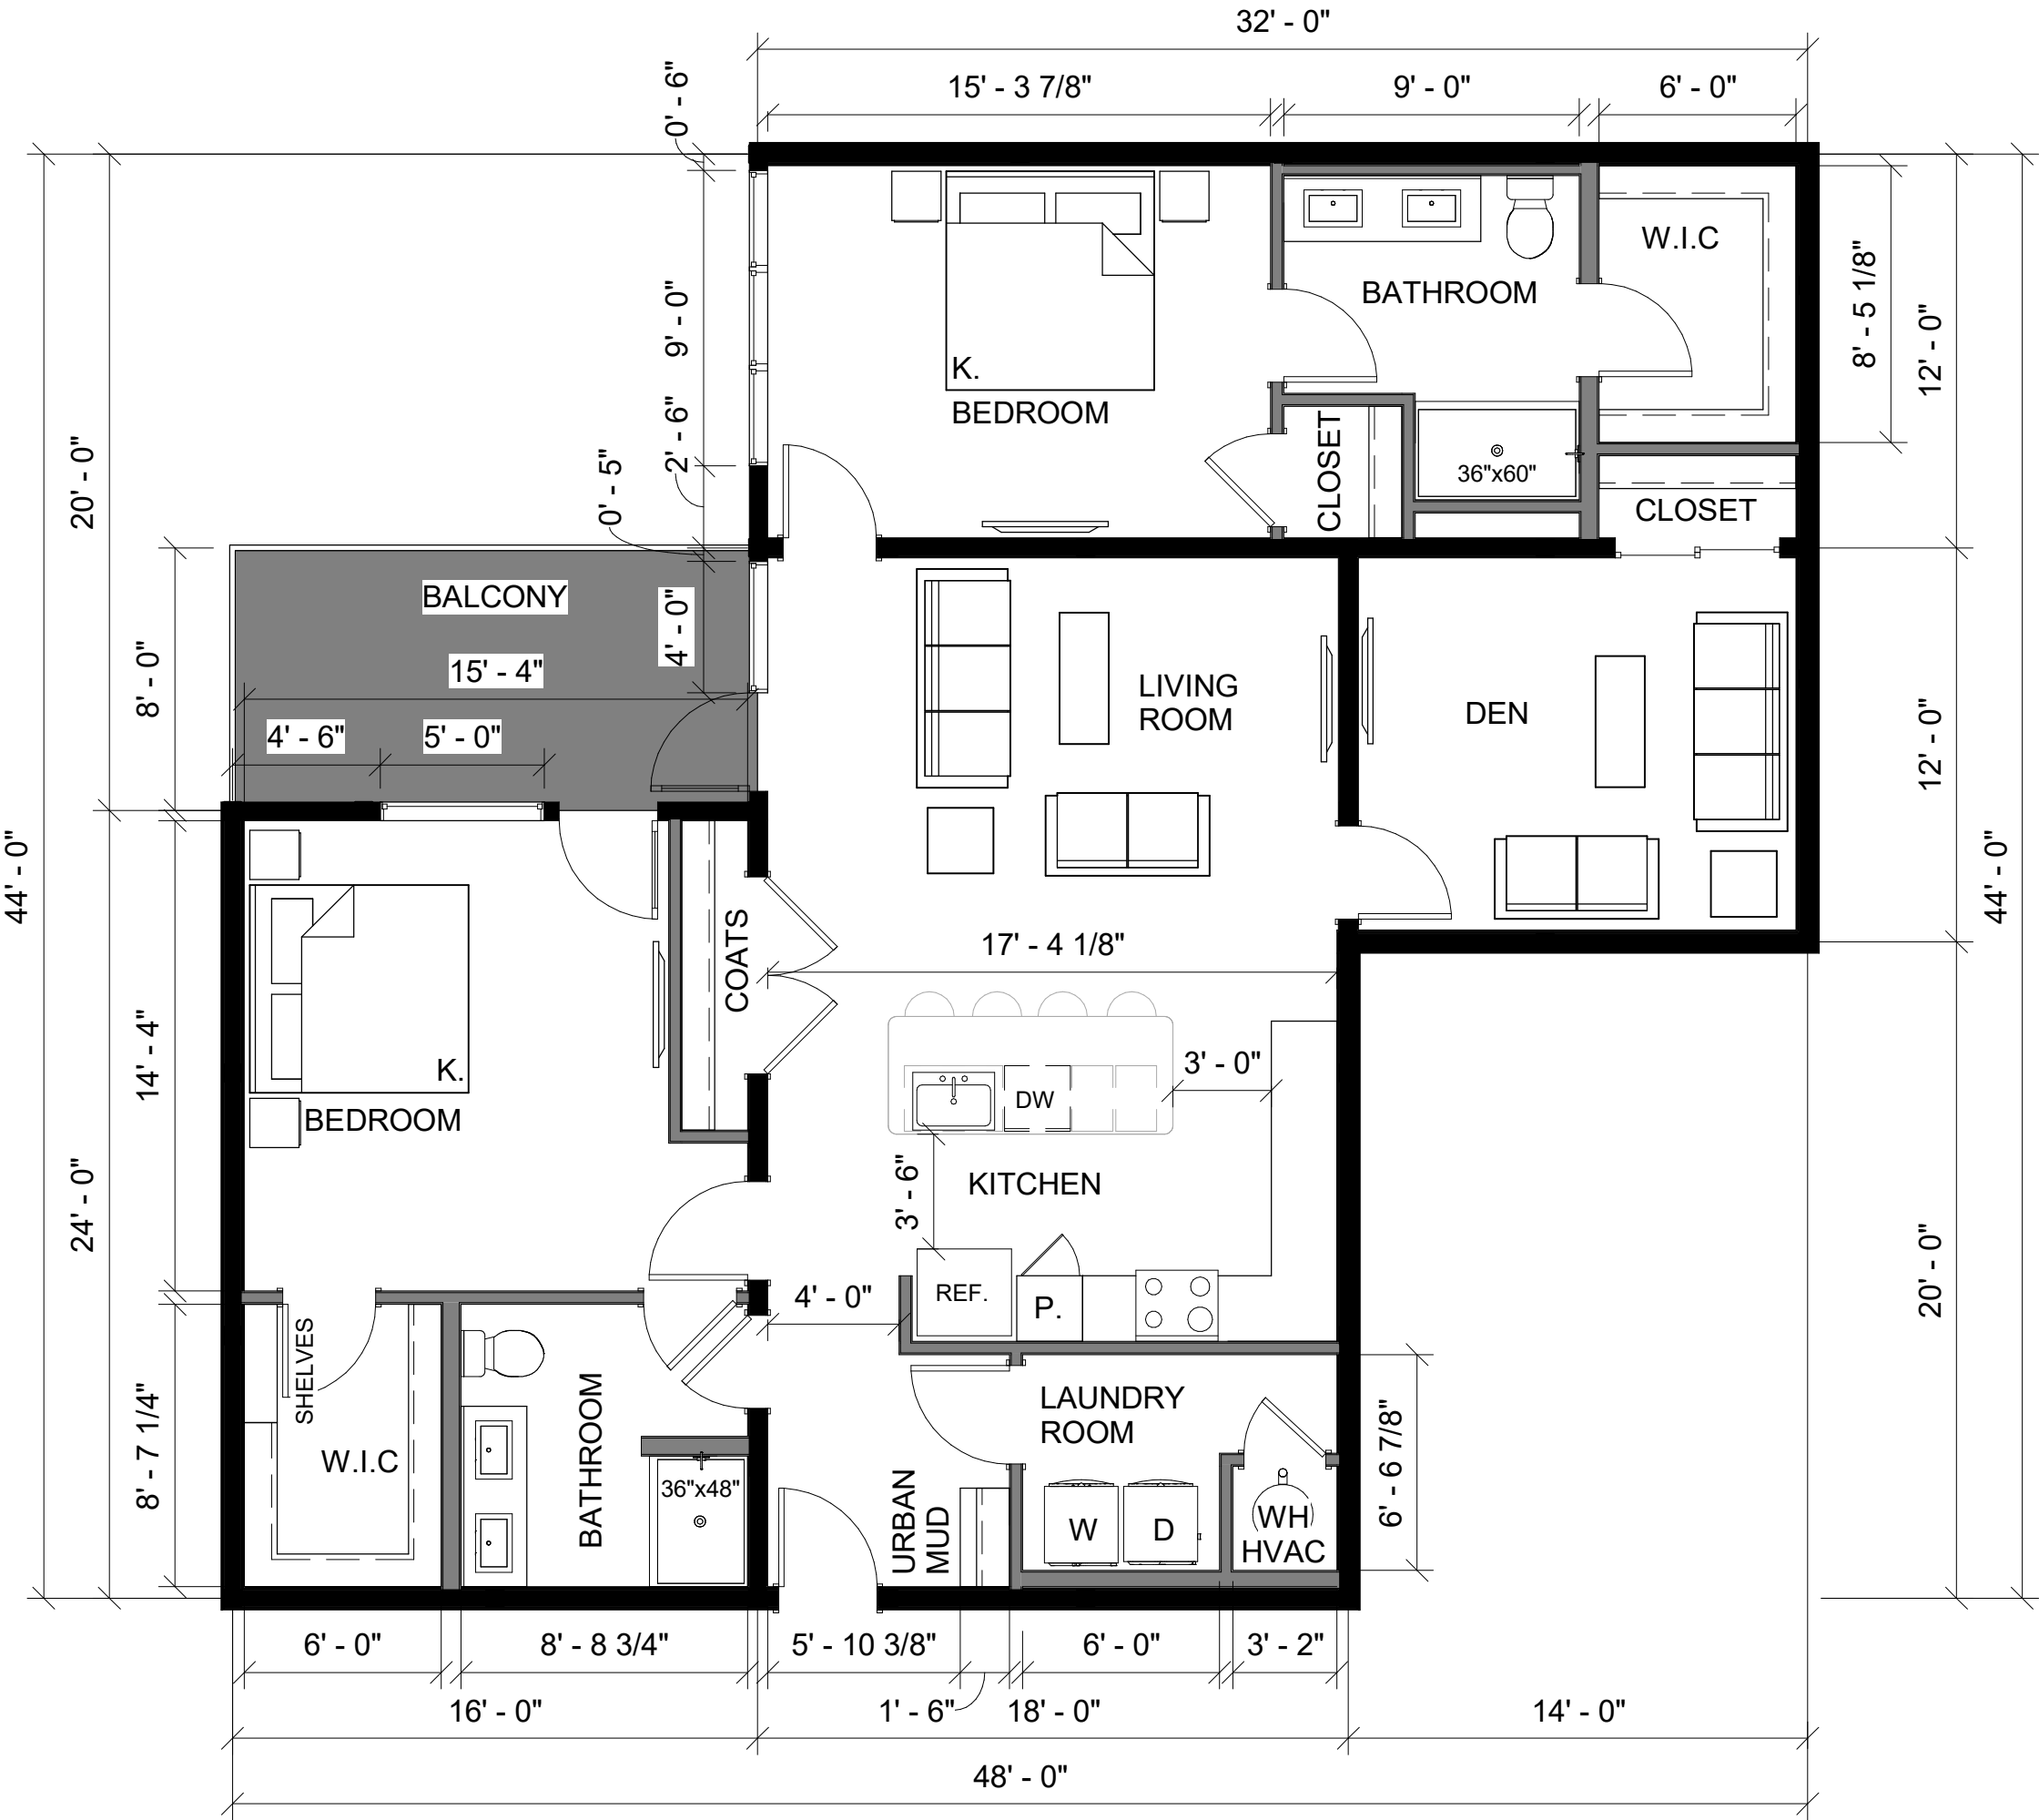 32' - 0"
15' - 3 7/8"
9' - 0"
6' - 0"
0' - 6"
9' - 0"
2' - 6"
0' - 5"
4' - 0"
20' - 0"
8' - 0"
44' - 0"
14' - 4"
24' - 0"
8' - 7 1/4"
8' - 5 1/8"
12' - 0"
12' - 0"
44' - 0"
20' - 0"
W.I.C
BATHROOM
K.
BEDROOM
CLOSET
36"x60"
CLOSET
BALCONY
15' - 4"
4' - 6"
5' - 0"
LIVING
ROOM
DEN
COATS
17' - 4 1/8"
K.
BEDROOM
3' - 0"
DW
3' - 6"
KITCHEN
REF.
P.
4' - 0"
SHELVES
W.I.C
BATHROOM
36"x48"
URBAN
MUD
LAUNDRY
ROOM
W
D
WH
HVAC
6' - 6 7/8"
6' - 0"
8' - 8 3/4"
5' - 10 3/8"
6' - 0"
3' - 2"
16' - 0"
1' - 6"
18' - 0"
14' - 0"
48' - 0"